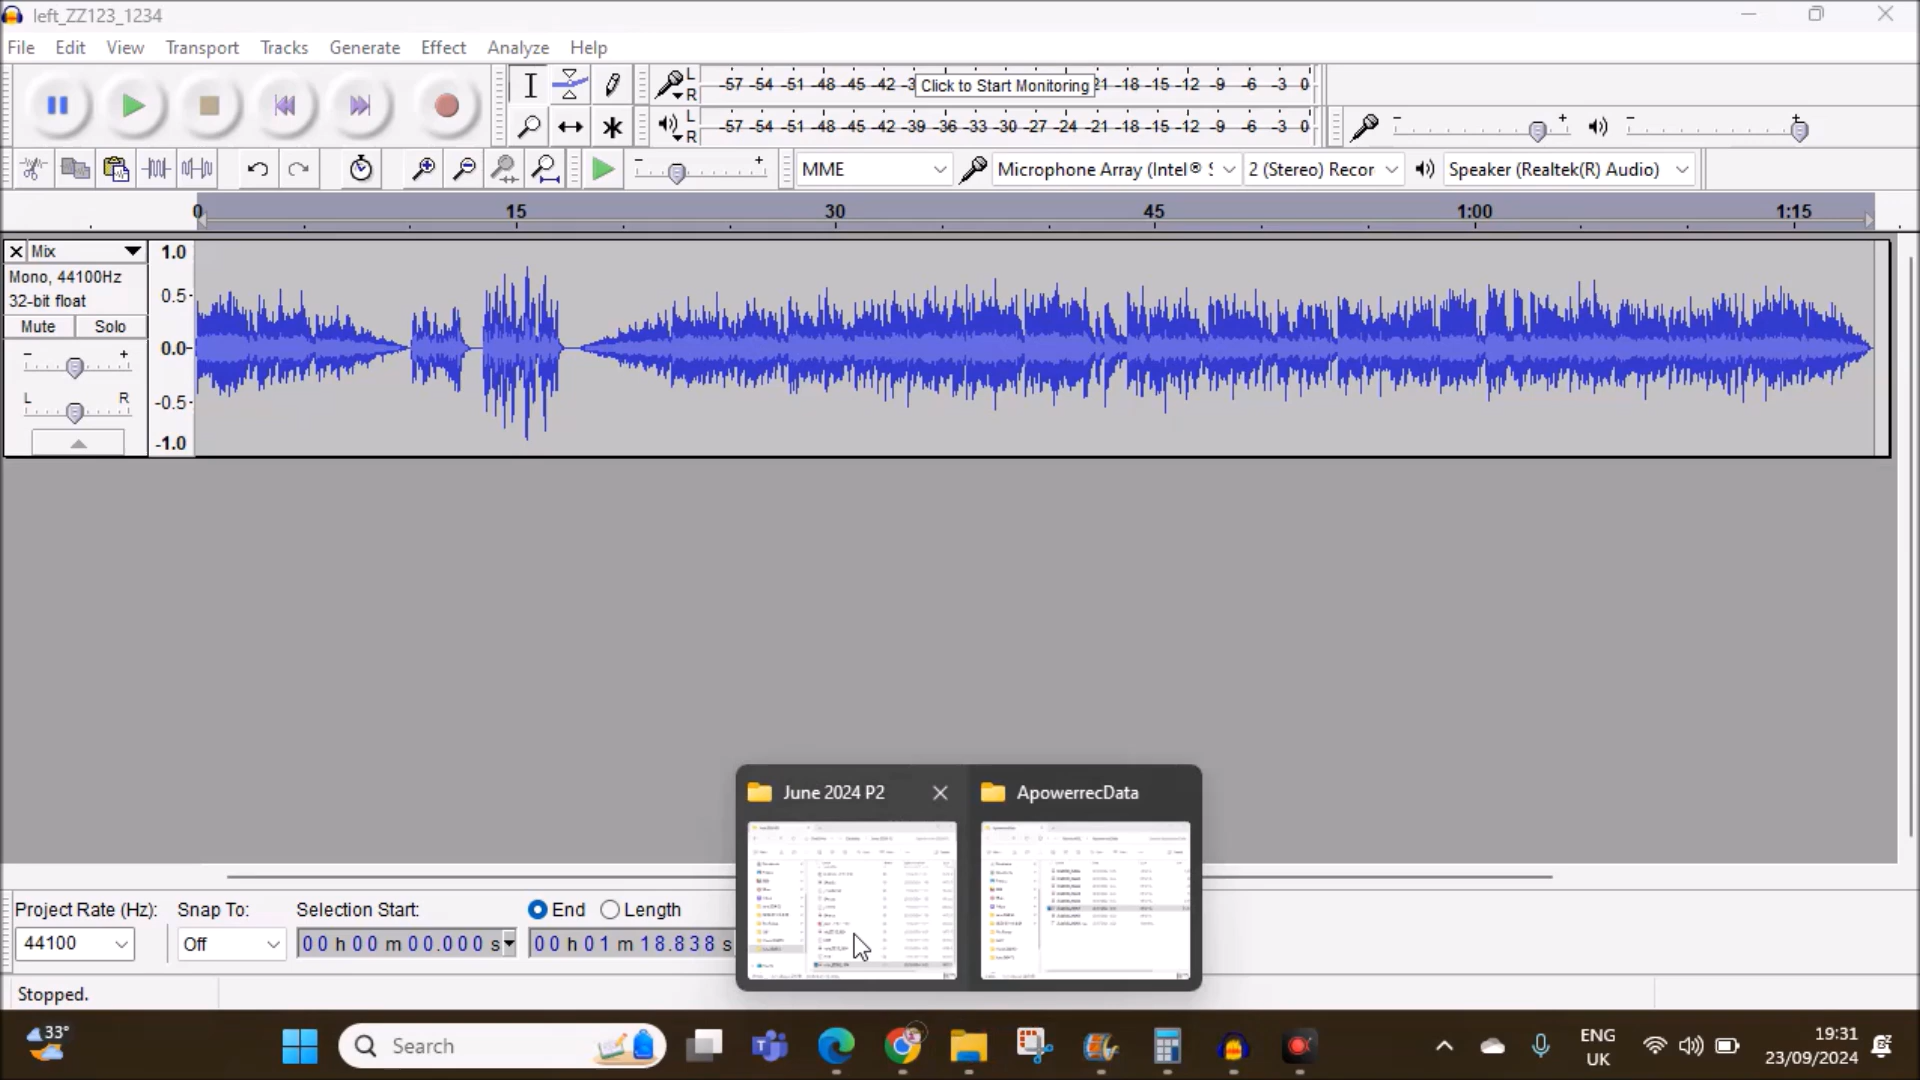 left_ZZ123_1234
File Edit View Transport Tracks Generate Effect Analyze Help
L R -57 -54 -51 -48 -45 -42 -3 Click to Start Monitoring 21 -18 -15 -12 -9 -6 -3 0
L R -57 -54 -51 -48 -45 -42 -39 -36 -33 -30 -27 -24 -21 -18 -15 -12 -9 -6 -3 0
MME Microphone Array (Intel® 2 (Stereo) Recor Speaker (Realtek(R) Audio)
0 15 30 45 1:00 1:15
X Mix
Mono, 44100Hz
32-bit float
Mute Solo
- +
L R
1.0
0.5
0.0
-0.5
-1.0
June 2024 P2 ApowerrecData
Project Rate (Hz): Snap To: Selection Start: End Length
44100 Off 00 h 00 m 00.000 s 00 h 01 m 18.838 s
Stopped.
33° Search ENG UK 19:31 23/09/2024